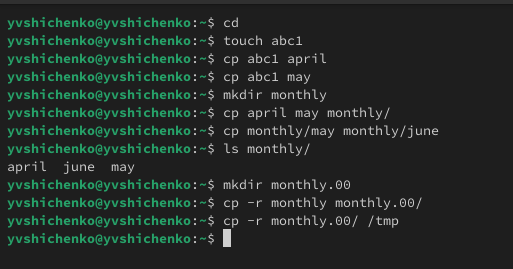 yvshichenko@yvshichenko:~$ cd
yvshichenko@yvshichenko:~$ touch abc1
yvshichenko@yvshichenko:~$ cp abc1 april
yvshichenko@yvshichenko:~$ cp abc1 may
yvshichenko@yvshichenko:~$ mkdir monthly
yvshichenko@yvshichenko:~$ cp april may monthly/
yvshichenko@yvshichenko:~$ cp monthly/may monthly/june
yvshichenko@yvshichenko:~$ ls monthly/
april  june  may
yvshichenko@yvshichenko:~$ mkdir monthly.00
yvshichenko@yvshichenko:~$ cp -r monthly monthly.00/
yvshichenko@yvshichenko:~$ cp -r monthly.00/ /tmp
yvshichenko@yvshichenko:~$